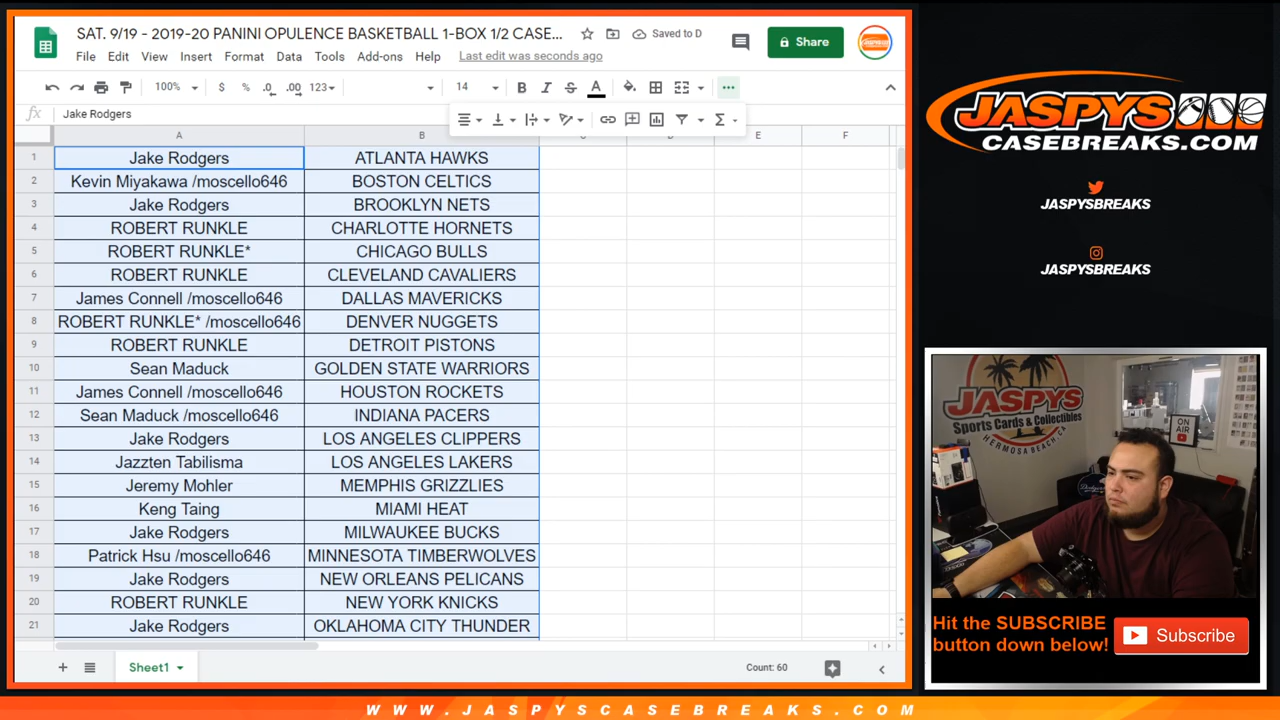 SAT. 9/19 - 2019-20 PANINI OPULENCE BASKETBALL 1-BOX 1/2 CASE...
Saved to D
Share
File Edit View Insert Format Data Tools Add-ons Help Last edit was seconds ago
100% $ % .0 .00 123 14 B I S A
fx Jake Rodgers
A B E F
1 Jake Rodgers ATLANTA HAWKS
2 Kevin Miyakawa /moscello646 BOSTON CELTICS
3 Jake Rodgers BROOKLYN NETS
4 ROBERT RUNKLE CHARLOTTE HORNETS
5 ROBERT RUNKLE* CHICAGO BULLS
6 ROBERT RUNKLE CLEVELAND CAVALIERS
7 James Connell /moscello646 DALLAS MAVERICKS
8 ROBERT RUNKLE* /moscello646 DENVER NUGGETS
9 ROBERT RUNKLE DETROIT PISTONS
10 Sean Maduck GOLDEN STATE WARRIORS
11 James Connell /moscello646 HOUSTON ROCKETS
12 Sean Maduck /moscello646 INDIANA PACERS
13 Jake Rodgers LOS ANGELES CLIPPERS
14 Jazzten Tabilisma LOS ANGELES LAKERS
15 Jeremy Mohler MEMPHIS GRIZZLIES
16 Keng Taing MIAMI HEAT
17 Jake Rodgers MILWAUKEE BUCKS
18 Patrick Hsu /moscello646 MINNESOTA TIMBERWOLVES
19 Jake Rodgers NEW ORLEANS PELICANS
20 ROBERT RUNKLE NEW YORK KNICKS
21 Jake Rodgers OKLAHOMA CITY THUNDER
Sheet1
Count: 60
JASPYS
CASEBREAKS.COM
JASPYSBREAKS
JASPYSBREAKS
JASPYS
Sports Cards & Collectibles
HERMOSA BEACH, CA
ON
AIR
Dodgers
Hit the SUBSCRIBE
button down below!
Subscribe
WWW.JASPYSCASEBREAKS.COM